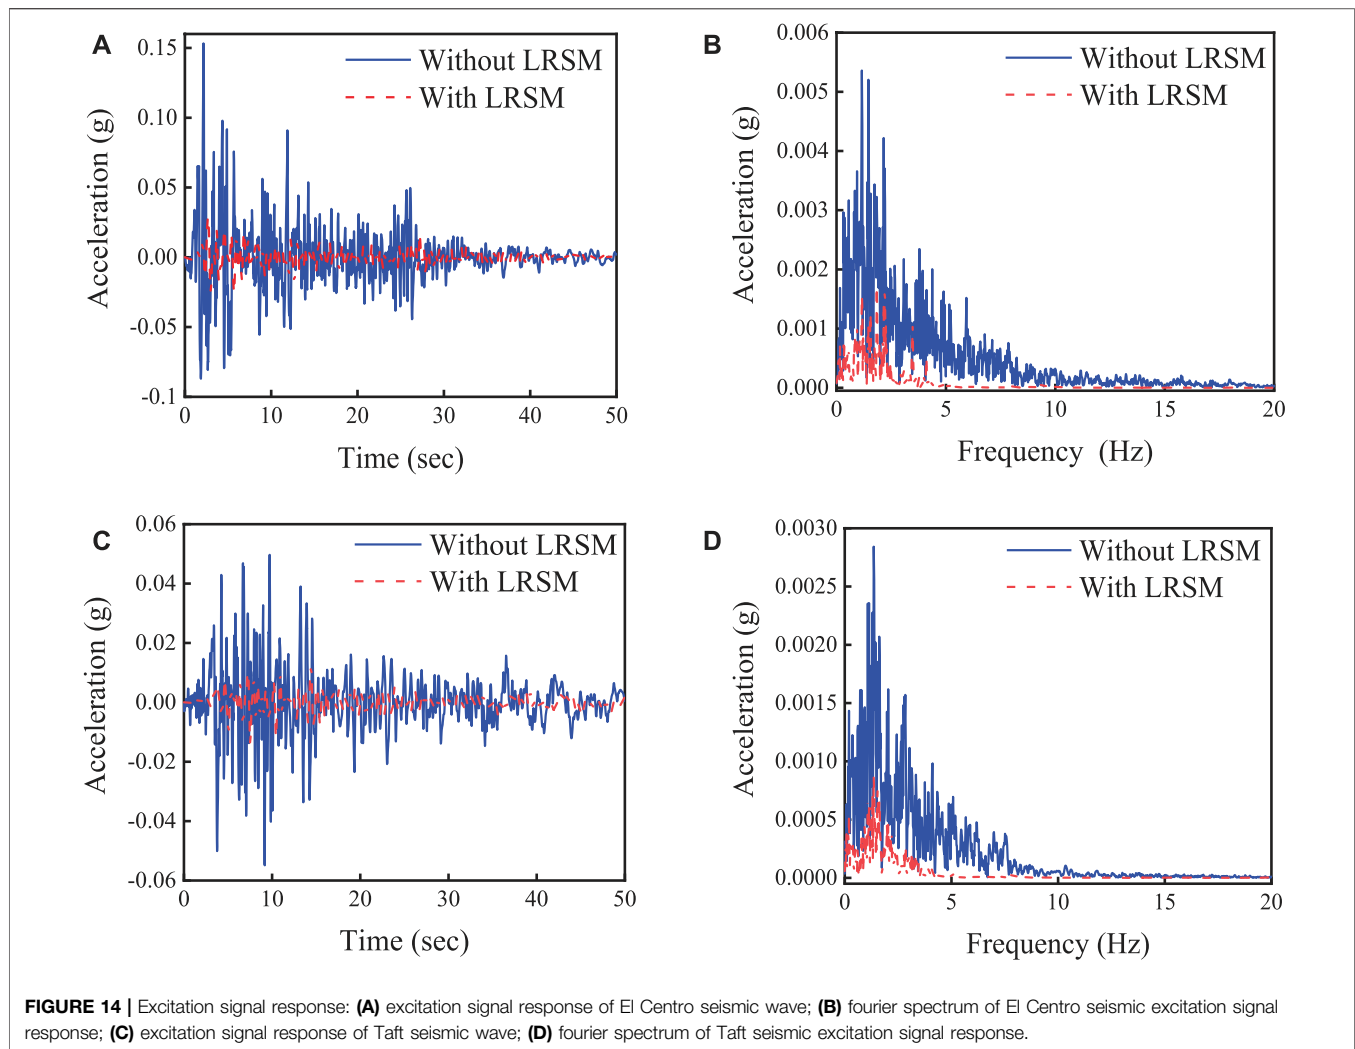 A
0.15
0.10
0.05
0.00
-0.05
-0.1
0 10 20 30 40 50
Acceleration (g)
Time (sec)
Without LRSM
With LRSM
B
0.006
0.005
0.004
0.003
0.002
0.001
0.000
0 5 10 15 20
Acceleration (g)
Frequency (Hz)
Without LRSM
With LRSM
C
0.06
0.04
0.02
0.00
-0.02
-0.04
-0.06
0 10 20 30 40 50
Acceleration (g)
Time (sec)
Without LRSM
With LRSM
D
0.0030
0.0025
0.0020
0.0015
0.0010
0.0005
0.0000
0 5 10 15 20
Acceleration (g)
Frequency (Hz)
Without LRSM
With LRSM
FIGURE 14 | Excitation signal response: (A) excitation signal response of El Centro seismic wave; (B) fourier spectrum of El Centro seismic excitation signal
response; (C) excitation signal response of Taft seismic wave; (D) fourier spectrum of Taft seismic excitation signal response.